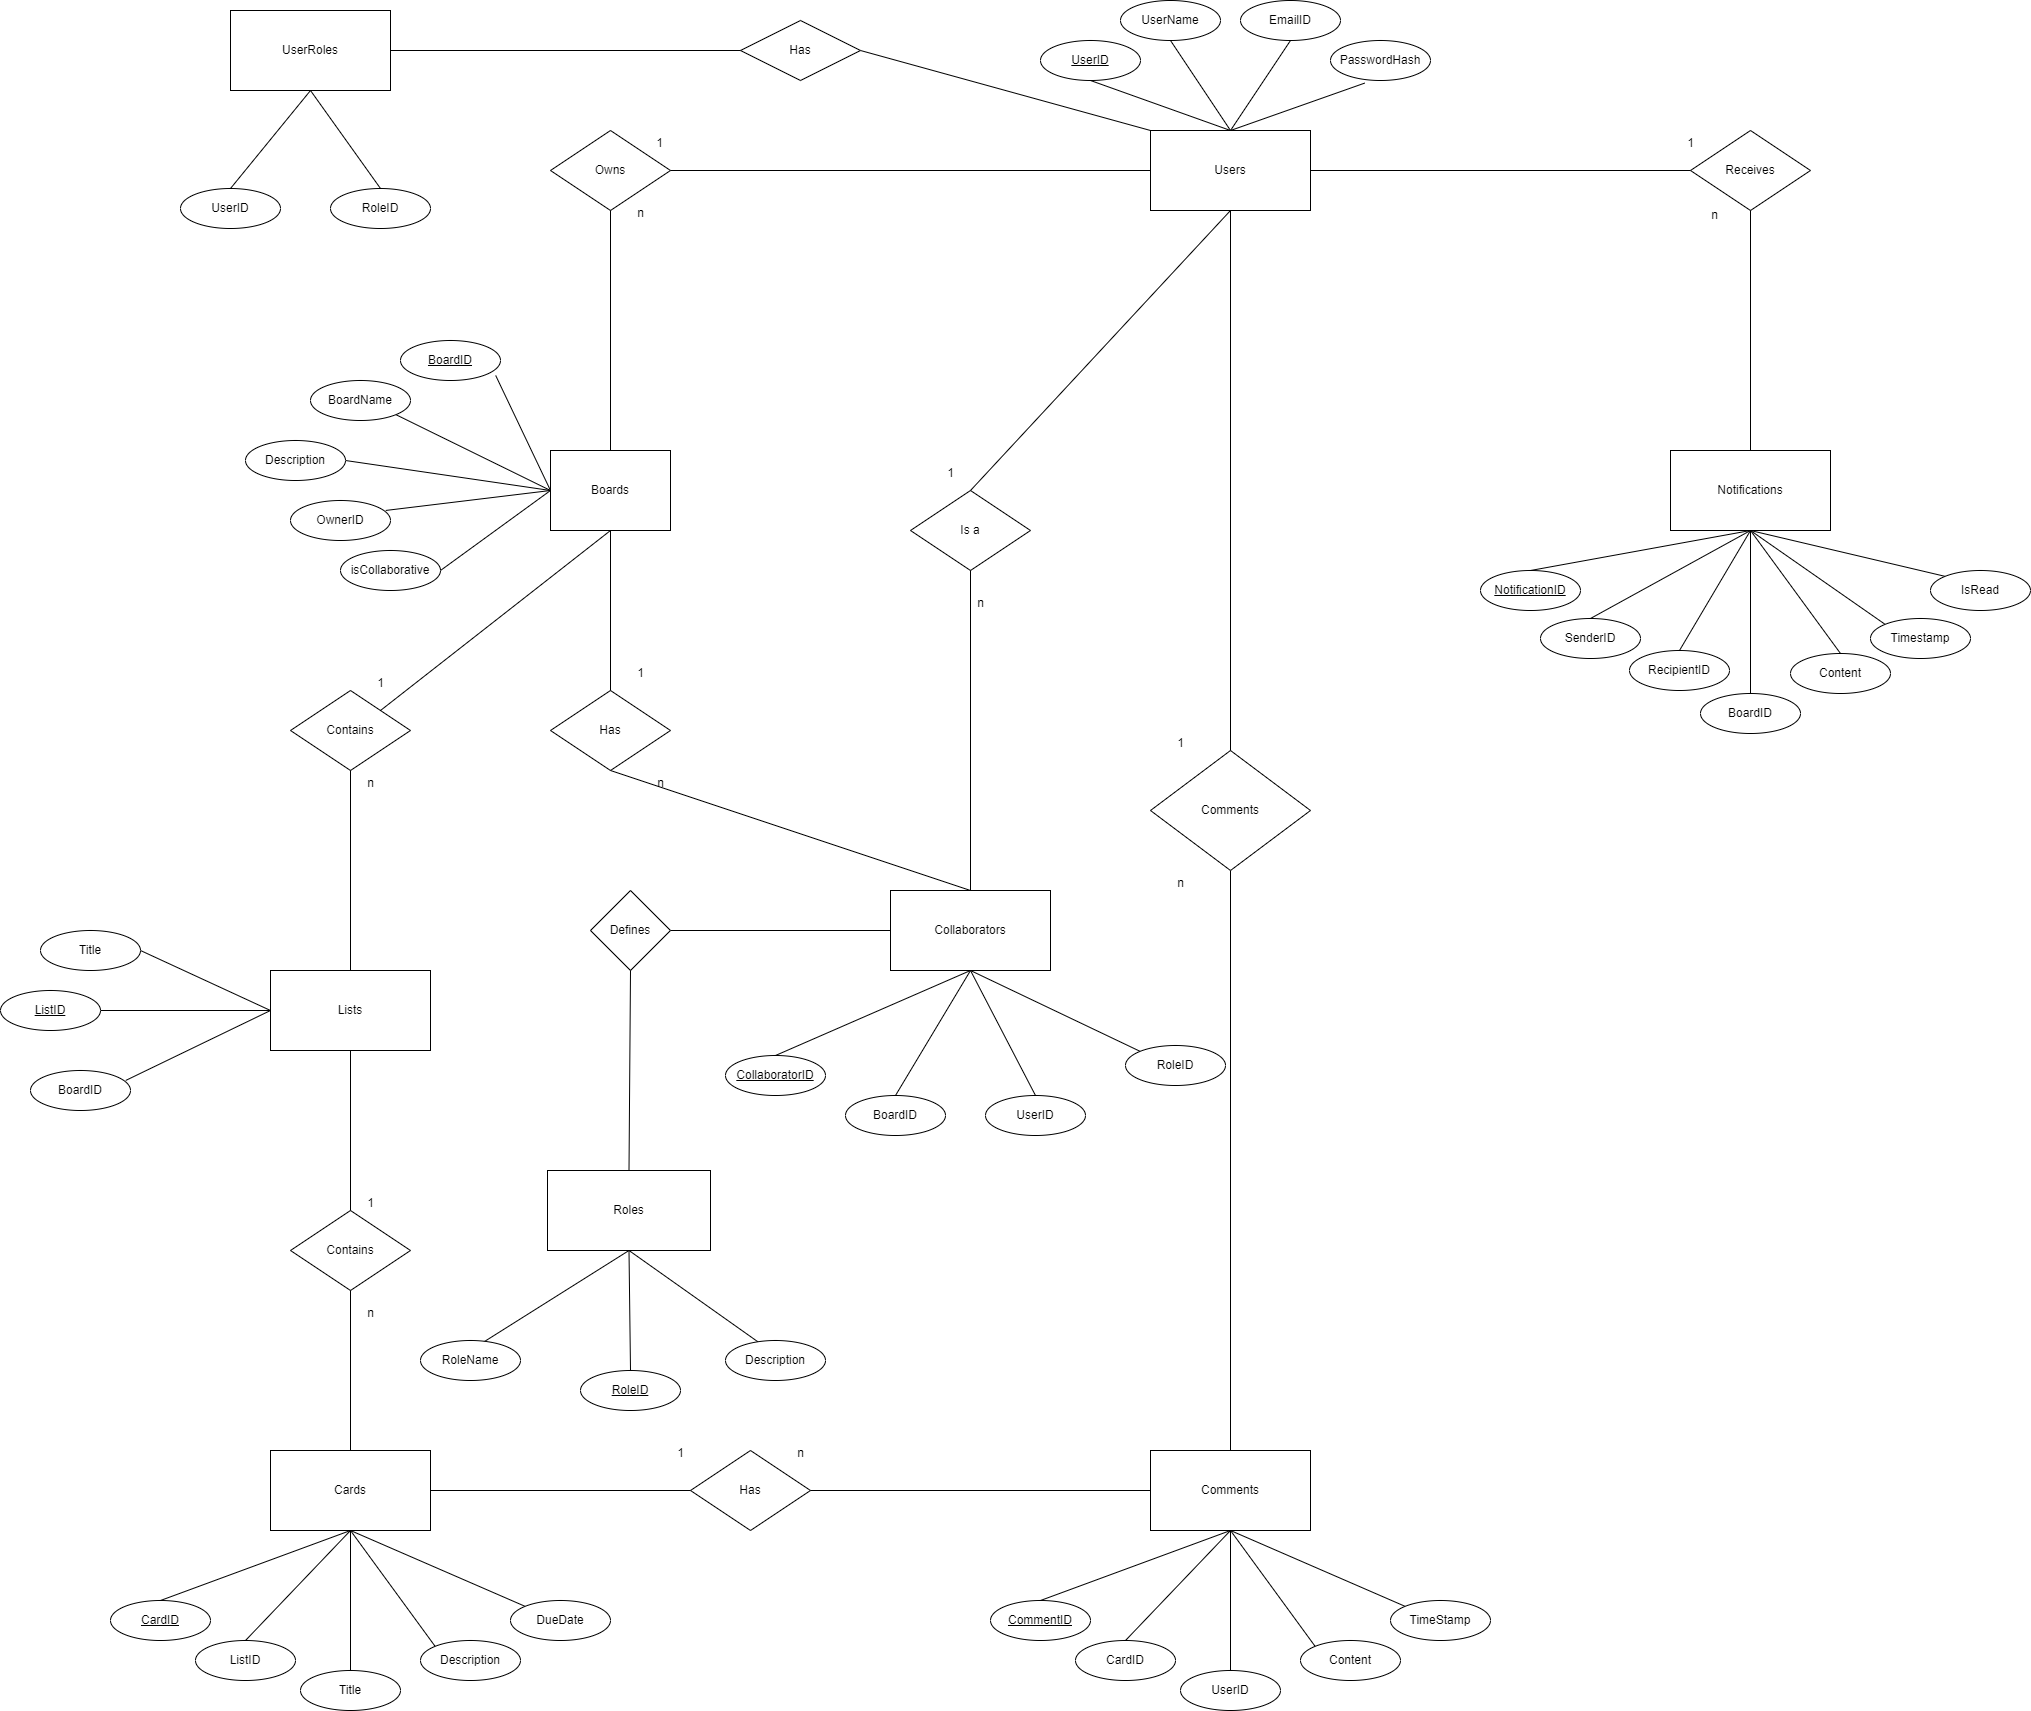 UserName
EmailID
UserRoles
Has
UserID
PasswordHash
1
1
Owns
Users
Receives
UserID
RoleID
n
n
BoardID
BoardName
Description
1
Boards
Notifications
OwnerID
Is a
isCollaborative
NotificationID
IsRead
n
SenderID
Timestamp
RecipientID
Content
1
1
BoardID
Contains
Has
1
n
n
Comments
n
Defines
Collaborators
Title
ListID
Lists
RoleID
CollaboratorID
BoardID
BoardID
UserID
1
Roles
Contains
n
RoleName
Description
RoleID
1
n
Cards
Has
Comments
CardID
DueDate
CommentID
TimeStamp
ListID
Description
CardID
Content
Title
UserID